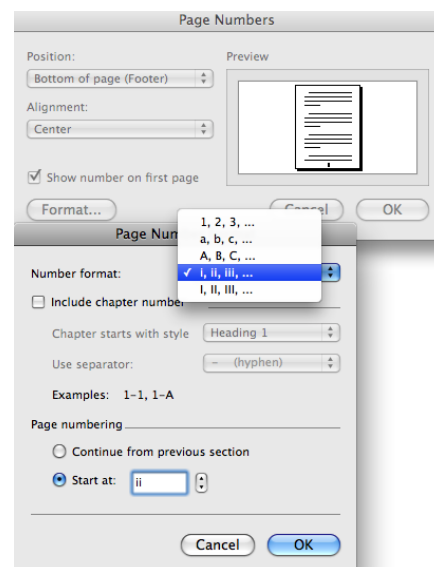 Page Numbers
Position:
Preview
Bottom of page (Footer)
Alignment:
Center
Show number on first page
Format...
Cancel
OK
1, 2, 3, ...
a, b, c, ...
A, B, C, ...
i, ii, iii, ...
I, II, III, ...
Page Num
Number format:
Include chapter number
Chapter starts with style
Heading 1
Use separator:
- (hyphen)
Examples: 1-1, 1-A
Page numbering
Continue from previous section
Start at:
ii
Cancel
OK